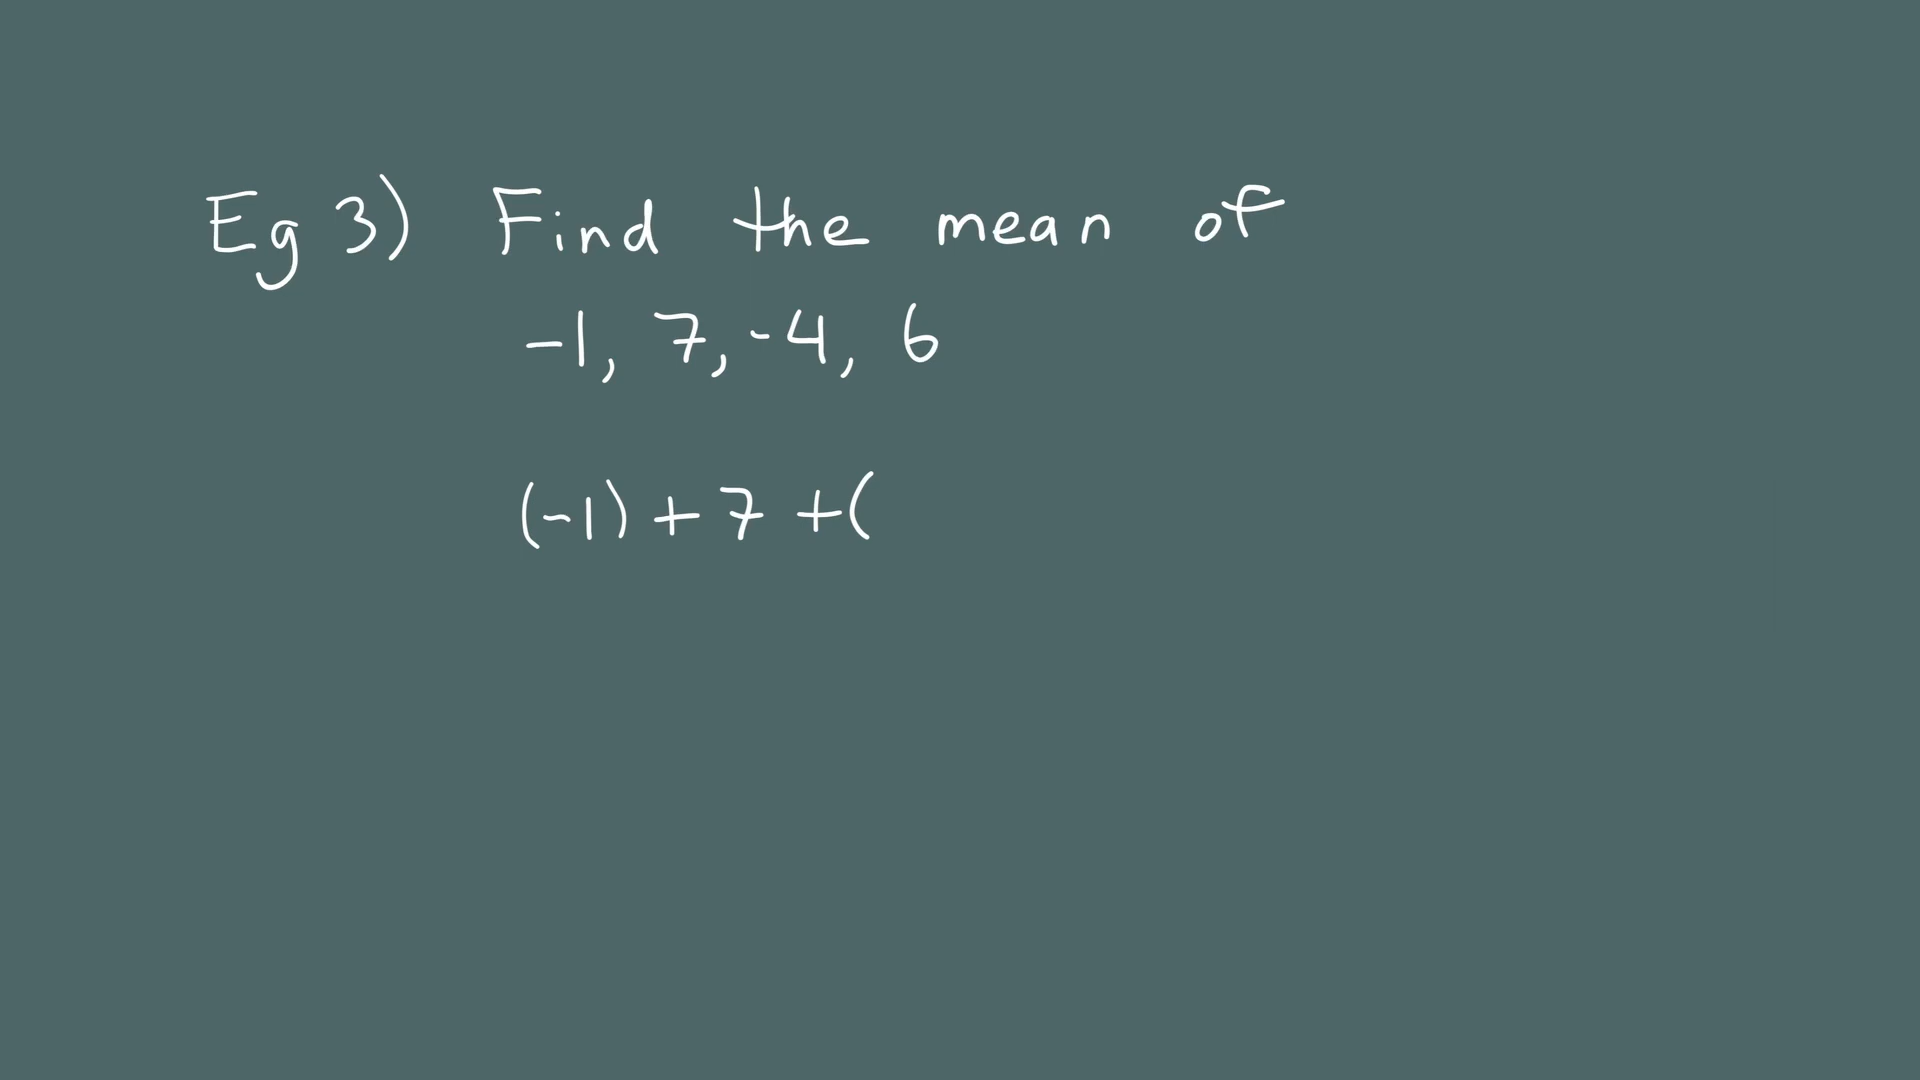 Eg 3) Find the mean of
-1, 7, -4, 6
(-1) + 7 + (